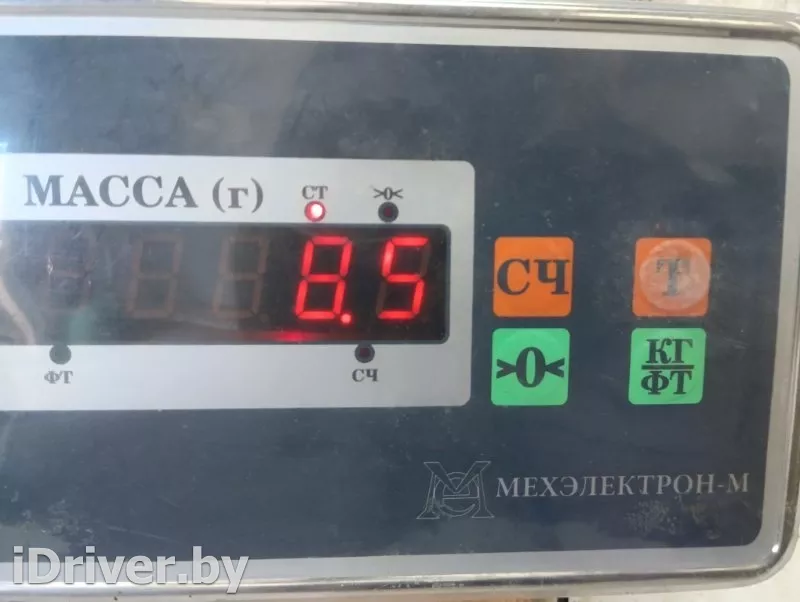 МАССА (г)
СТ
>0<
8.5
ФТ
СЧ
СЧ
Т
>0<
КГ
ФТ
МЕХЭЛЕКТРОН-М
iDriver.by